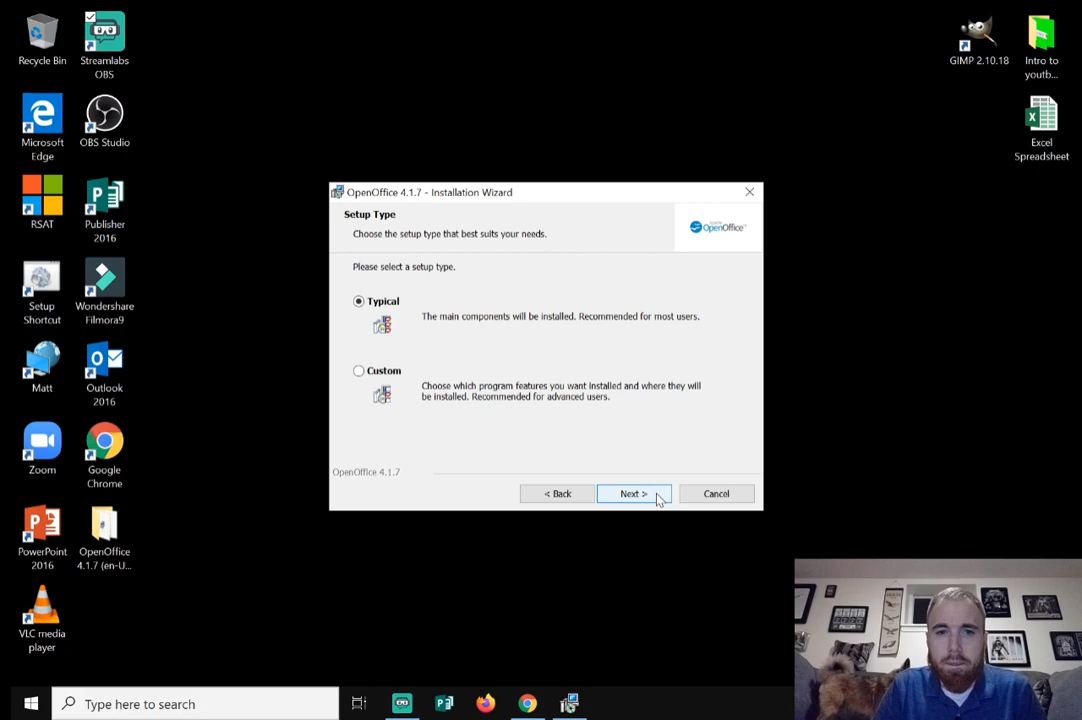 Recycle Bin
Streamlabs
OBS
GIMP 2.10.18
Intro to
youtb...
Microsoft
Edge
OBS Studio
Excel
Spreadsheet
RSAT
Publisher
2016
OpenOffice 4.1.7 - Installation Wizard
Setup Type
Choose the setup type that best suits your needs.
OpenOffice
Please select a setup type.
Typical
The main components will be installed. Recommended for most users.
Custom
Choose which program features you want installed and where they will
be installed. Recommended for advanced users.
OpenOffice 4.1.7
< Back
Next >
Cancel
Setup
Shortcut
Wondershare
Filmora9
Matt
Outlook
2016
Zoom
Google
Chrome
PowerPoint
2016
OpenOffice
4.1.7 (en-U...
VLC media
player
Type here to search